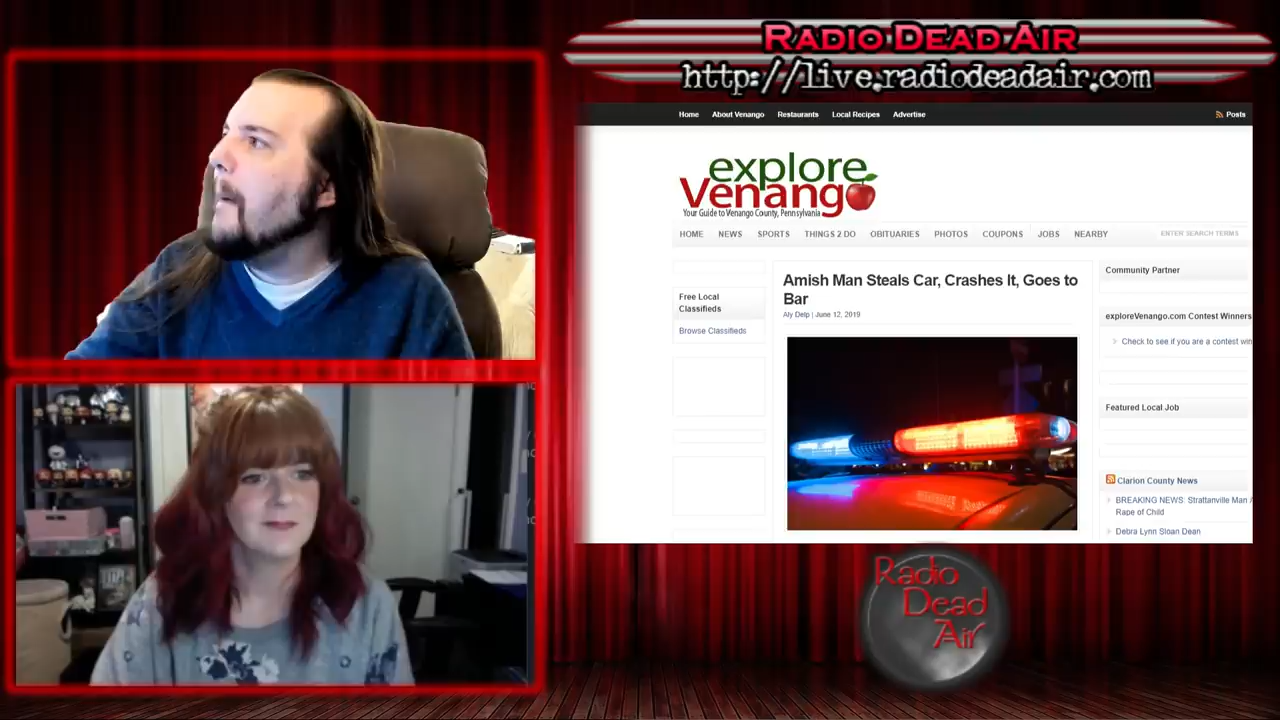 Radio Dead Air
http://live.radiodeadair.com
Home About Venango Restaurants Local Recipes Advertise Posts
explore
Venango
Your Guide to Venango County, Pennsylvania
HOME NEWS SPORTS THINGS 2 DO OBITUARIES PHOTOS COUPONS JOBS NEARBY ENTER SEARCH TERMS
Free Local
Classifieds
Browse Classifieds
Amish Man Steals Car, Crashes It, Goes to
Bar
Aly Delp | June 12, 2019
Community Partner
exploreVenango.com Contest Winners
Check to see if you are a contest win
Featured Local Job
Clarion County News
BREAKING NEWS: Strattanville Man A
Rape of Child
Debra Lynn Sloan Dean
Radio
Dead
Air